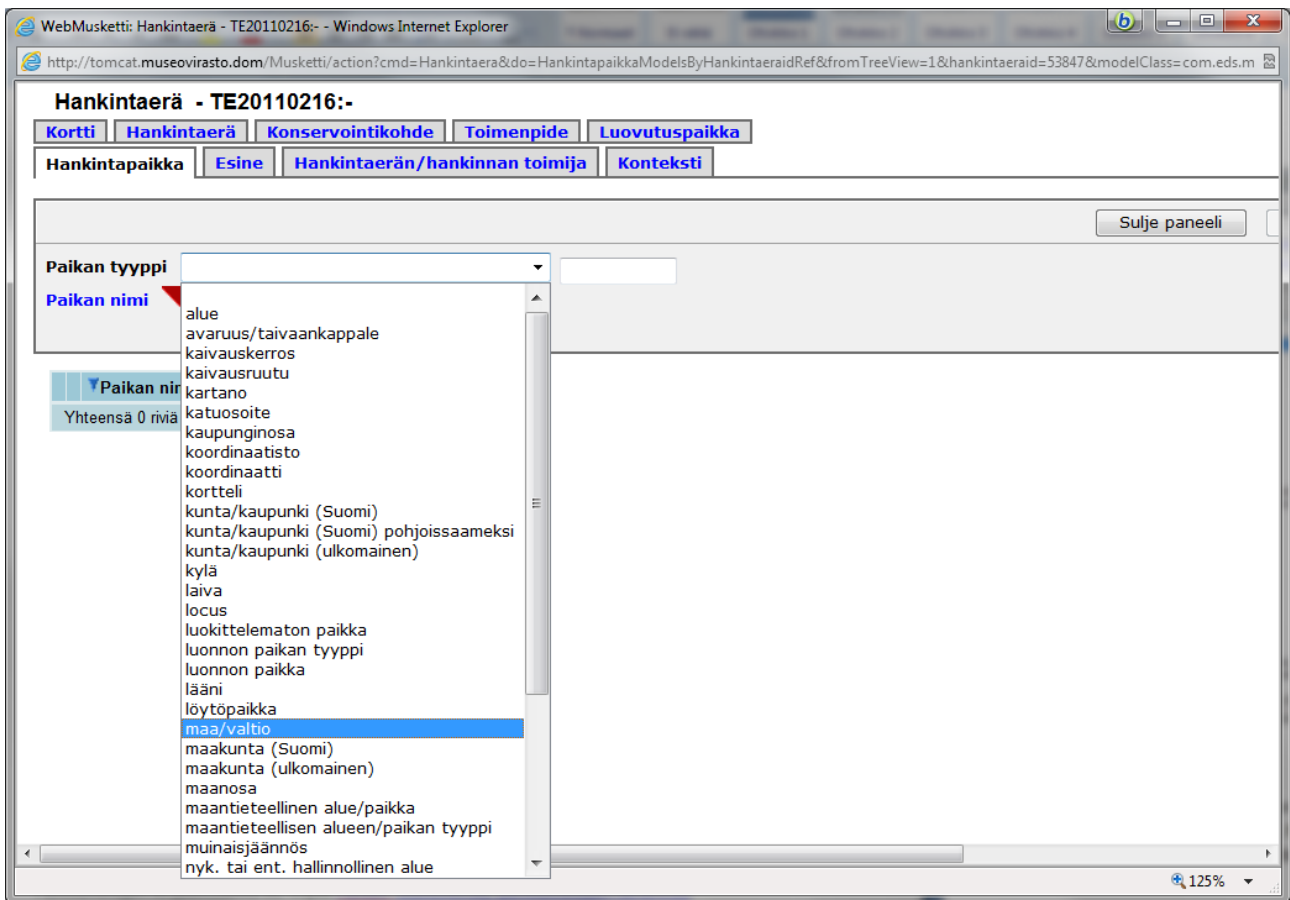 WebMusketti: Hankintaerä - TE20110216:- - Windows Internet Explorer
http://tomcat.museovirasto.dom/Musketti/action?cmd=Hankintaera&do=HankintapaikkaModelsByHankintaeraidRef&fromTreeView=1&hankintaeraid=53847&modelClass=com.eds.m
Hankintaerä - TE20110216:-
Kortti Hankintaerä Konservointikohde Toimenpide Luovutuspaikka
Hankintapaikka Esine Hankintaerän/hankinnan toimija Konteksti
Sulje paneeli
Paikan tyyppi
Paikan nimi
alue
avaruus/taivaankappale
kaivauskerros
kaivausruutu
Paikan nim
kartano
Yhteensä 0 riviä
katuosoite
kaupunginosa
koordinaatisto
koordinaatti
kortteli
kunta/kaupunki (Suomi)
kunta/kaupunki (Suomi) pohjoissaameksi
kunta/kaupunki (ulkomainen)
kylä
laiva
locus
luokittelematon paikka
luonnon paikan tyyppi
luonnon paikka
lääni
löytöpaikka
maa/valtio
maakunta (Suomi)
maakunta (ulkomainen)
maanosa
maantieteellinen alue/paikka
maantieteellisen alueen/paikan tyyppi
muinaisjäännös
nyk. tai ent. hallinnollinen alue
125%